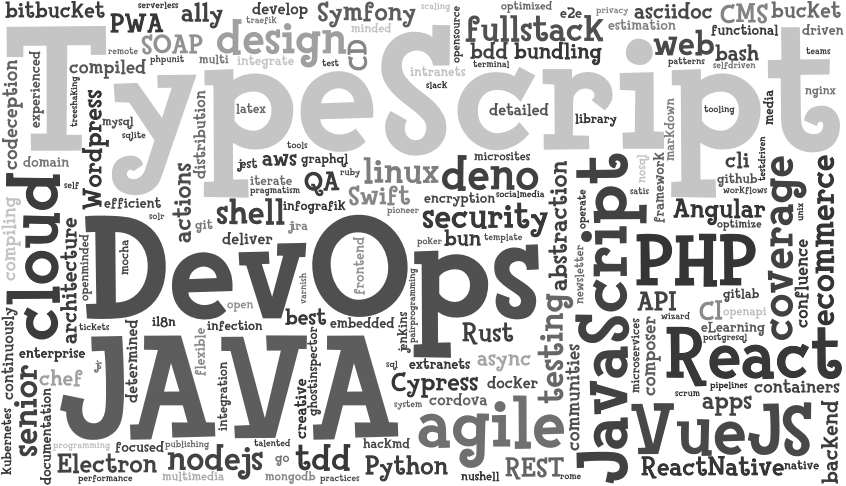 bitbucket
serverless
PWA
ally
develop
Symfony
scaling
optimized
e2e
privacy
asciidoc
CMS
bucket
traefik
minded
opensource
fullstack
estimation
functional
driven
remote
SOAP
design
CD
bdd
bundling
web
bash
teams
phpunit
multi
integrate
test
intranets
terminal
patterns
selfdriven
experienced
compiled
TypeScript
slack
codeception
treeshaking
Wordpress
mysql
sqlite
distribution
latex
detailed
library
markdown
tooling
media
nginx
domain
tools
jest
aws
graphql
ruby
linux
microsites
deno
nosql
framework
cli
testdriven
github
workflows
coverage
ecommerce
self
efficient
actions
iterate
pragmatism
QA
Swift
encryption
socialmedia
abstraction
operate
satis
Angular
optimize
unix
cloud
compiling
solr
git
shell
infografik
pioneer
security
jra
deliver
poker
bun
template
newsletter
JavaScript
PHP
confluence
architecture
openminded
mocha
DevOps
frontend
varnish
open
pairprogramming
API
wizard
CI
gitlab
openapi
continuously
tickets
i18n
infection
best
embedded
jenkins
Rust
testing
microservices
composer
eLearning
postgresql
enterprise
determined
flexible
ghostinspector
sql
extranets
async
React
chef
JAVA
integration
creative
Cypress
docker
communities
scrum
pipelines
containers
senior
documentation
system
cordova
agile
apps
VueJS
backend
Kubernetes
programming
focused
publishing
talented
hackmd
Electron
nodejs
go
tdd
Python
REST
ReactNative
native
performance
multimedia
mongodb
practices
nushell
rome